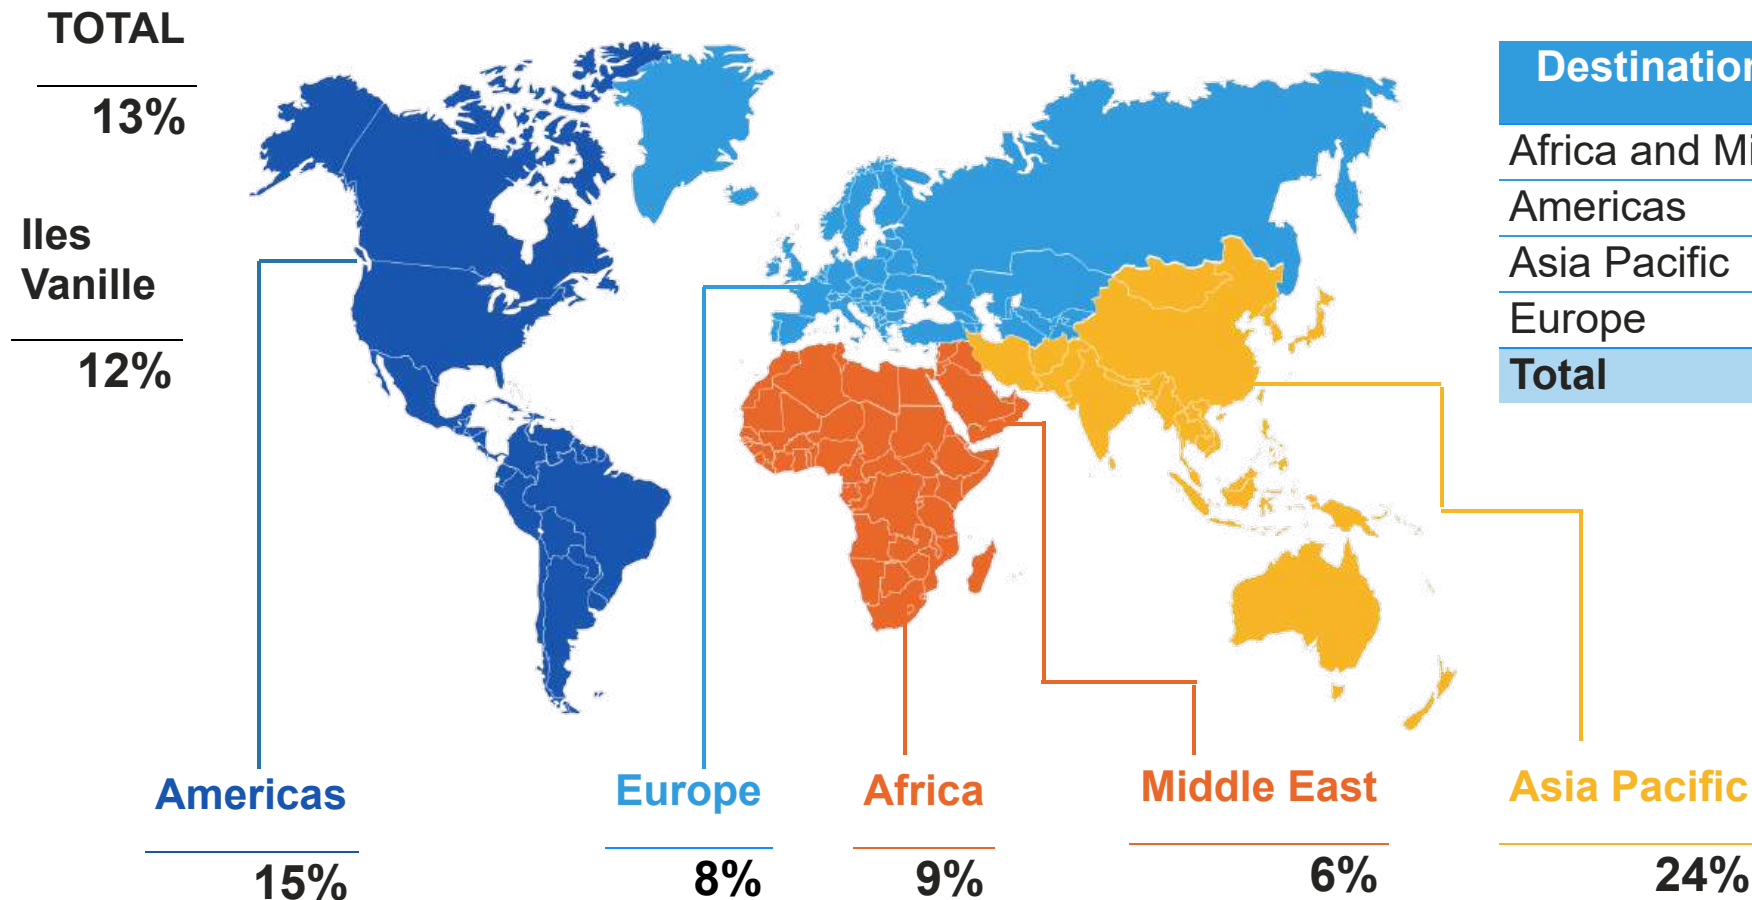 TOTAL
13%
Iles
Vanille
12%
Destination
Africa and Mi
Americas
Asia Pacific
Europe
Total
Americas
15%
Europe
8%
Africa
9%
Middle East
6%
Asia Pacific
24%